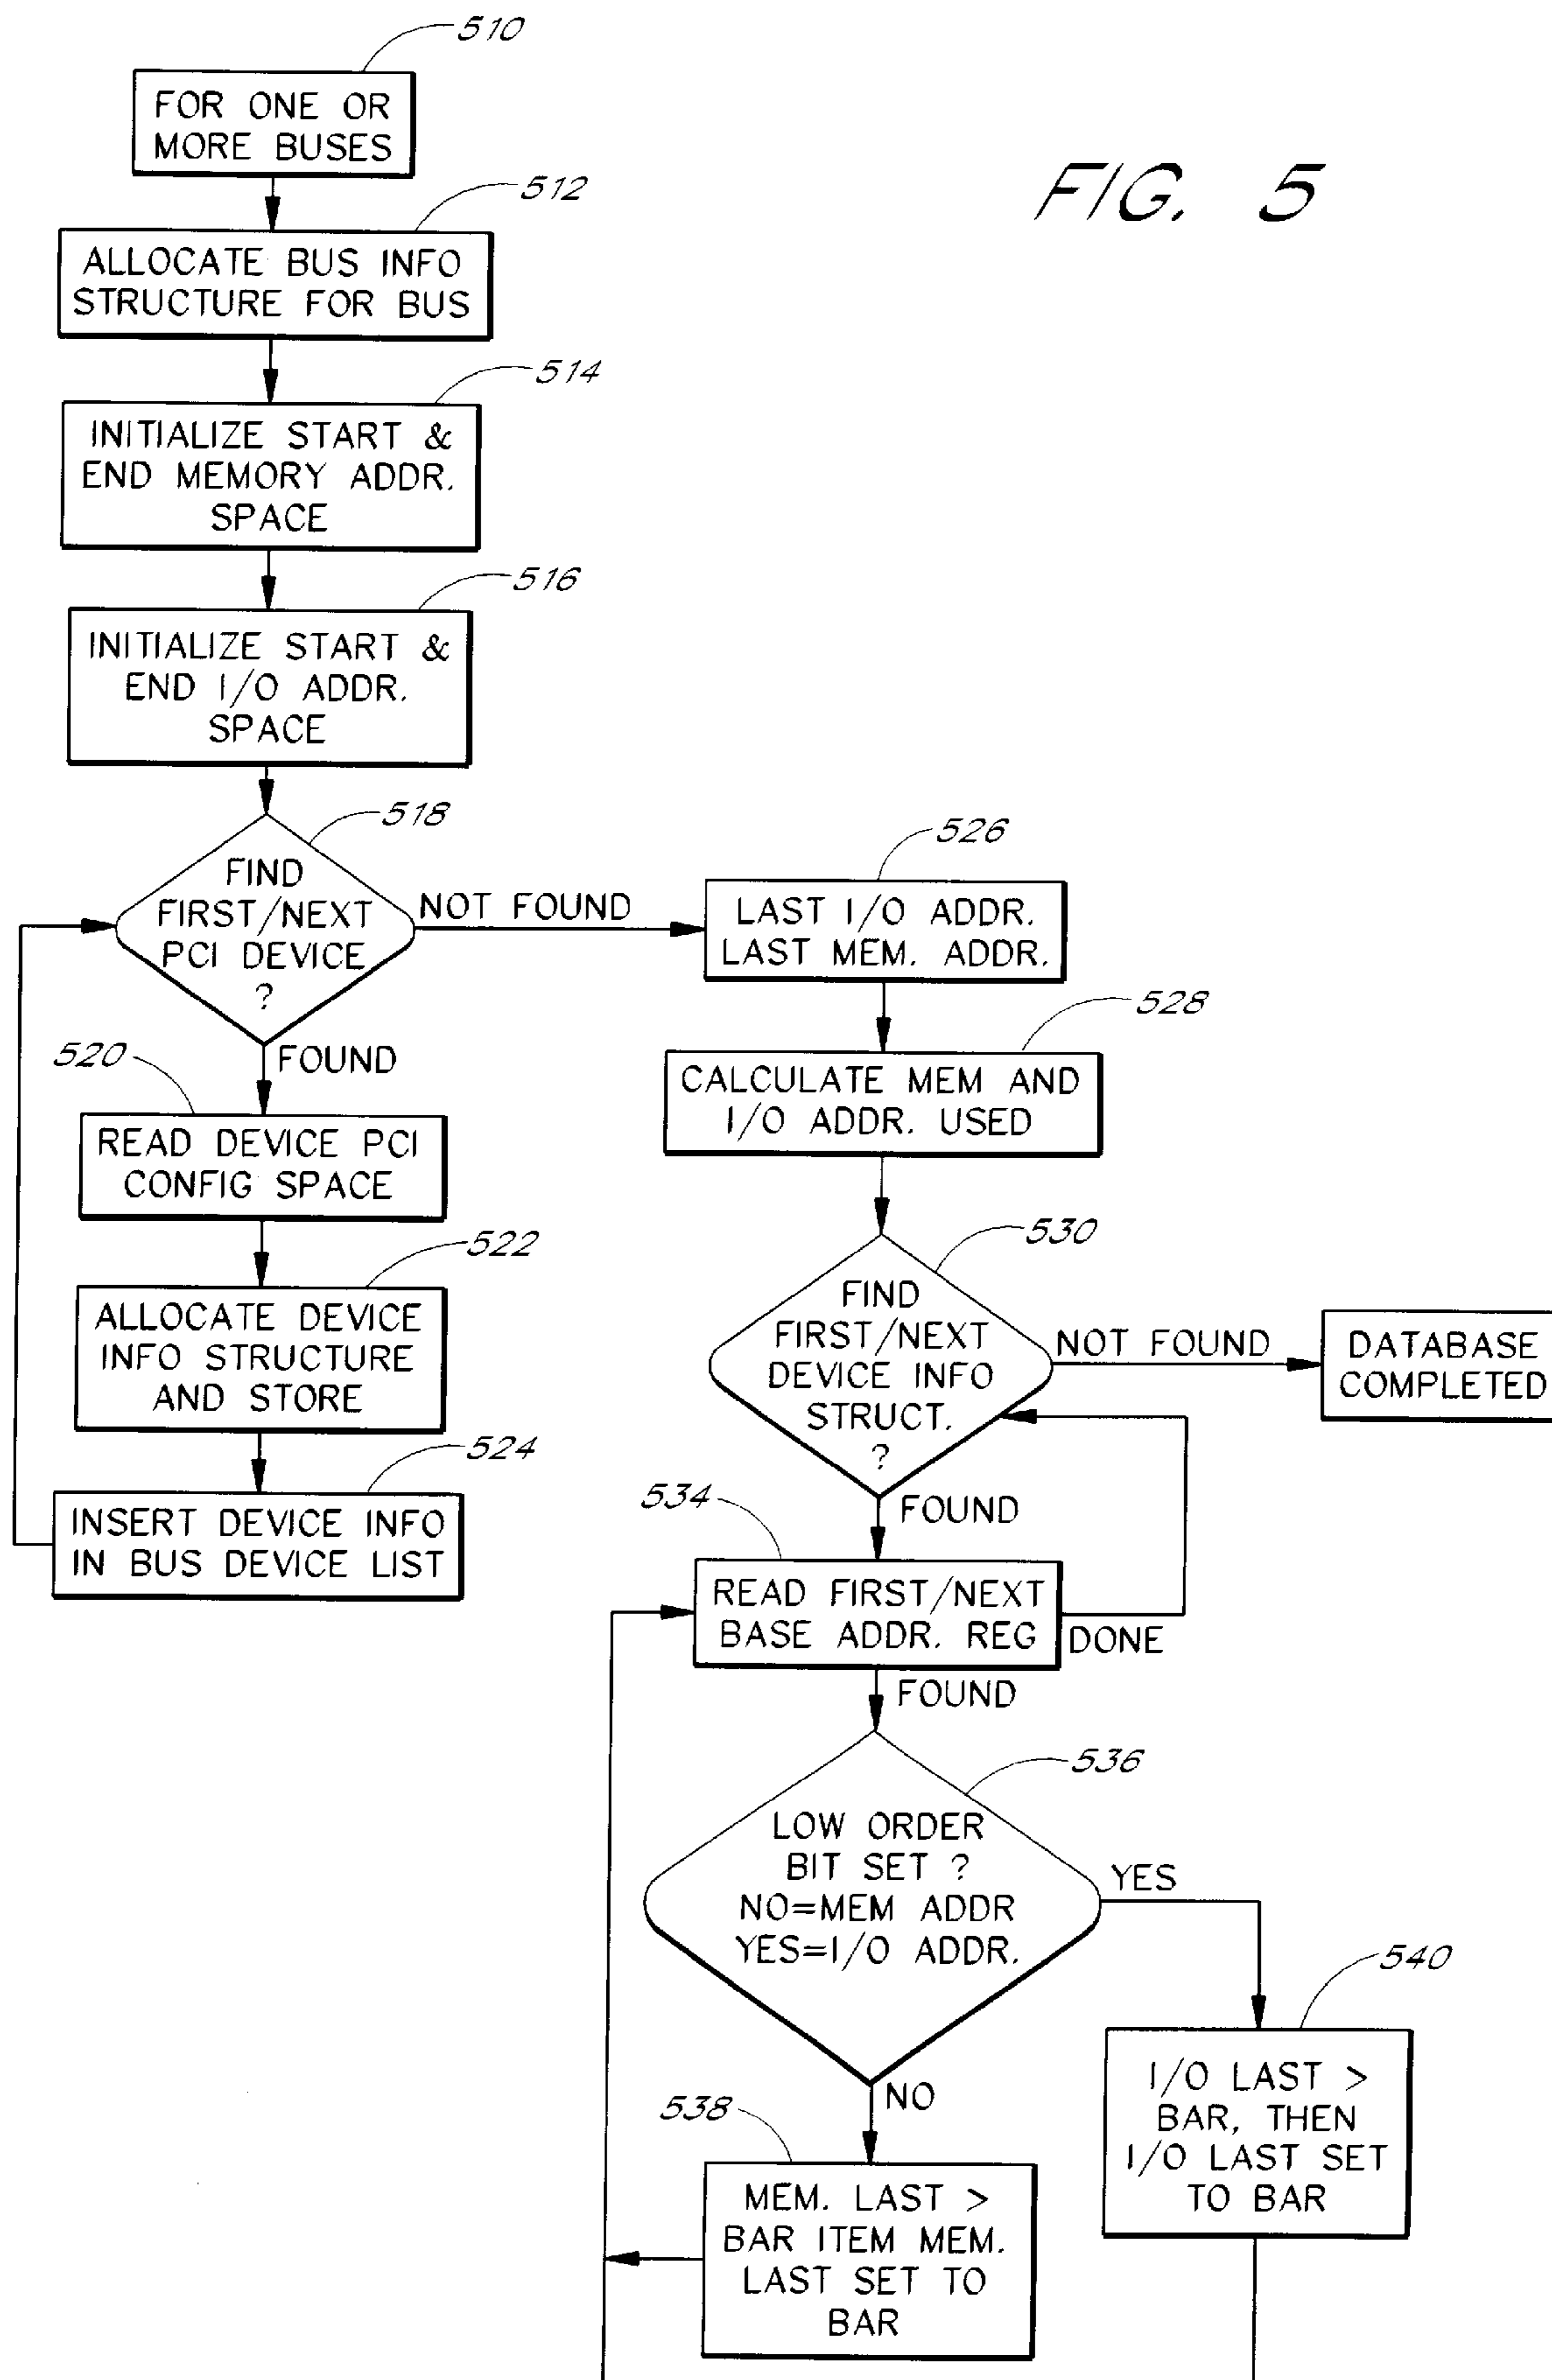 510
FOR ONE OR
MORE BUSES
FIG. 5
512
ALLOCATE BUS INFO
STRUCTURE FOR BUS
514
INITIALIZE START &
END MEMORY ADDR.
SPACE
516
INITIALIZE START &
END I/O ADDR.
SPACE
518
FIND
FIRST/NEXT
PCI DEVICE
?
NOT FOUND
FOUND
520
READ DEVICE PCI
CONFIG SPACE
522
ALLOCATE DEVICE
INFO STRUCTURE
AND STORE
524
INSERT DEVICE INFO
IN BUS DEVICE LIST
526
LAST I/O ADDR.
LAST MEM. ADDR.
528
CALCULATE MEM AND
I/O ADDR. USED
530
FIND
FIRST/NEXT
DEVICE INFO
STRUCT.
?
NOT FOUND
DATABASE
COMPLETED
FOUND
534
READ FIRST/NEXT
BASE ADDR. REG
DONE
FOUND
536
LOW ORDER
BIT SET ?
NO=MEM ADDR
YES=I/O ADDR.
YES
NO
540
I/O LAST >
BAR, THEN
I/O LAST SET
TO BAR
538
MEM. LAST >
BAR ITEM MEM.
LAST SET TO
BAR